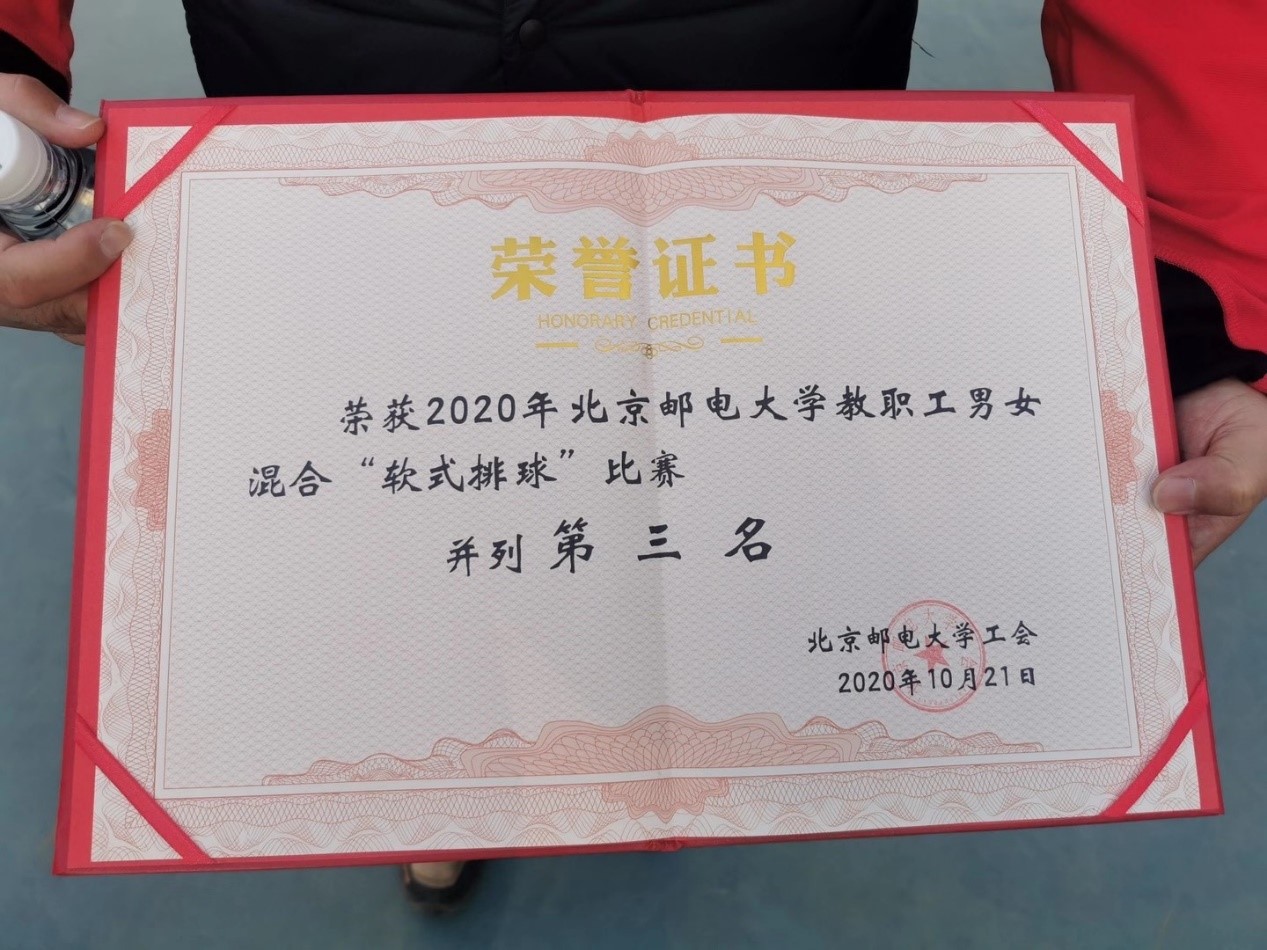 荣誉证书
HONORARY CREDENTIAL
荣获2020年北京邮电大学教职工男女
混合“软式排球”比赛
并列 第三名
北京邮电大学工会
2020年10月21日